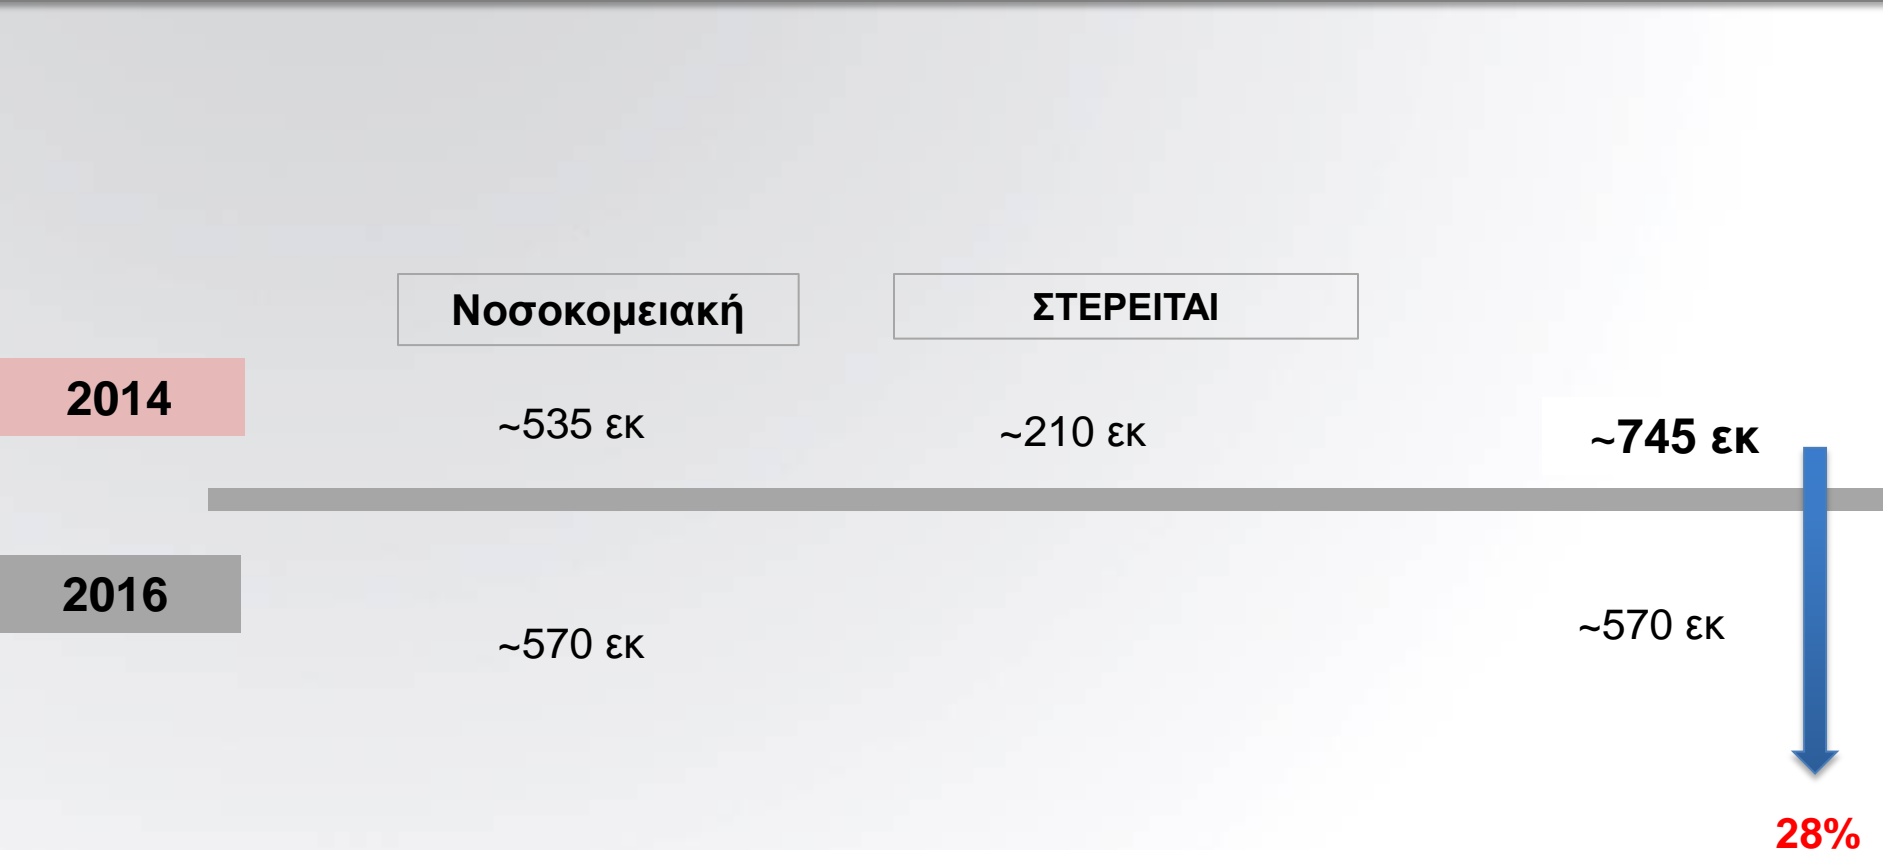 Νοσοκομειακή
ΣΤΕΡΕΙΤΑΙ
2014
~535 εκ
~210 εκ
~745 εκ
2016
~570 εκ
~570 εκ
28%